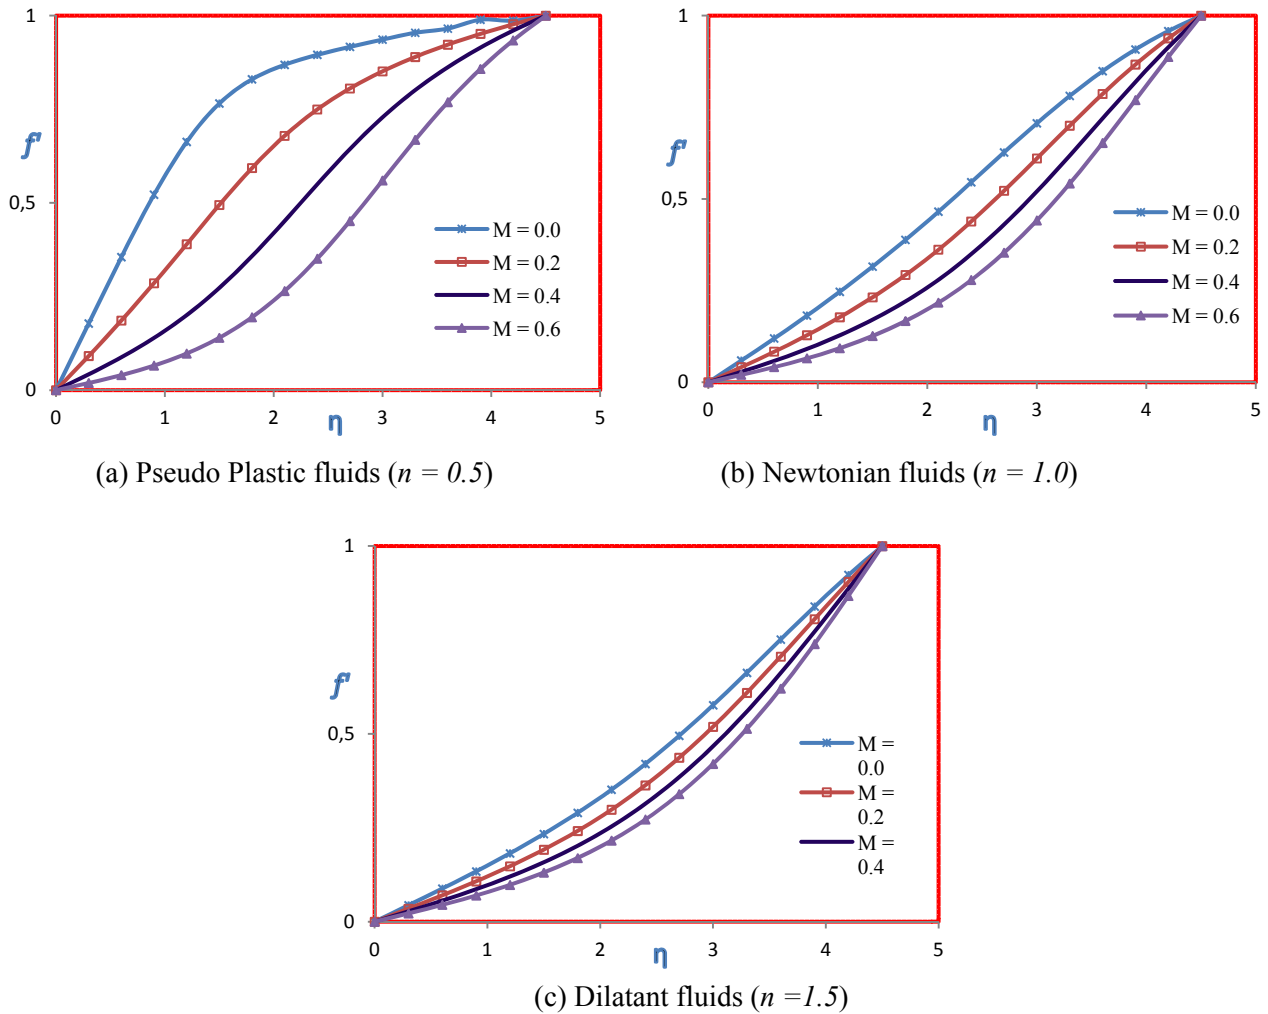 1
0,5
0
f'
0 1 2 3 4 5
η
M = 0.0
M = 0.2
M = 0.4
M = 0.6
(a) Pseudo Plastic fluids (n = 0.5)
1
0,5
0
f'
0 1 2 3 4 5
η
M = 0.0
M = 0.2
M = 0.4
M = 0.6
(b) Newtonian fluids (n = 1.0)
1
0,5
0
f'
0 1 2 3 4 5
η
M =
0.0
M =
0.2
M =
0.4
(c) Dilatant fluids (n =1.5)